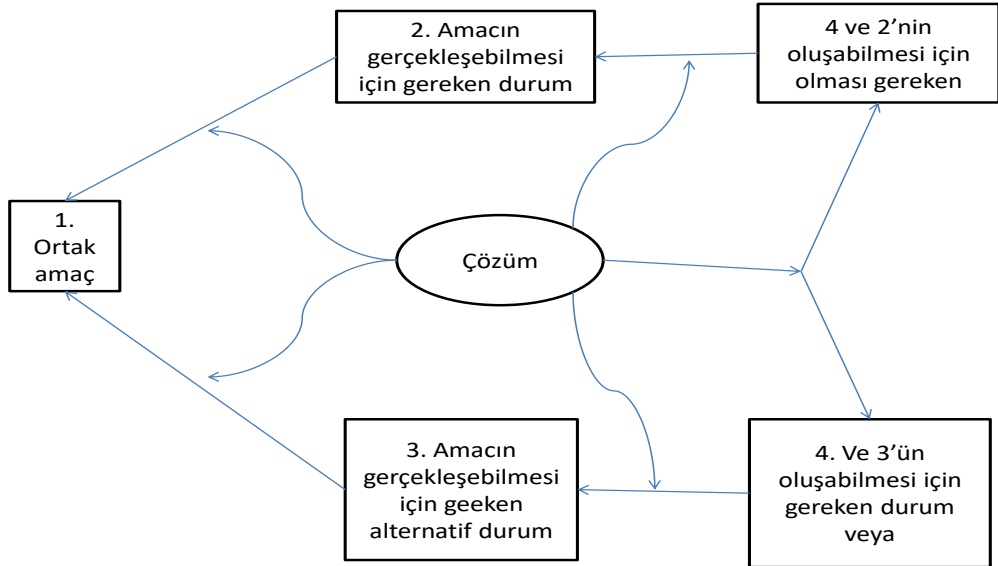 2. Amacın
gerçekleşebilmesi
için gereken durum
4 ve 2’nin
oluşabilmesi için
olması gereken
1.
Ortak
amaç
Çözüm
3. Amacın
gerçekleşebilmesi
için geeken
alternatif durum
4. Ve 3’ün
oluşabilmesi için
gereken durum
veya